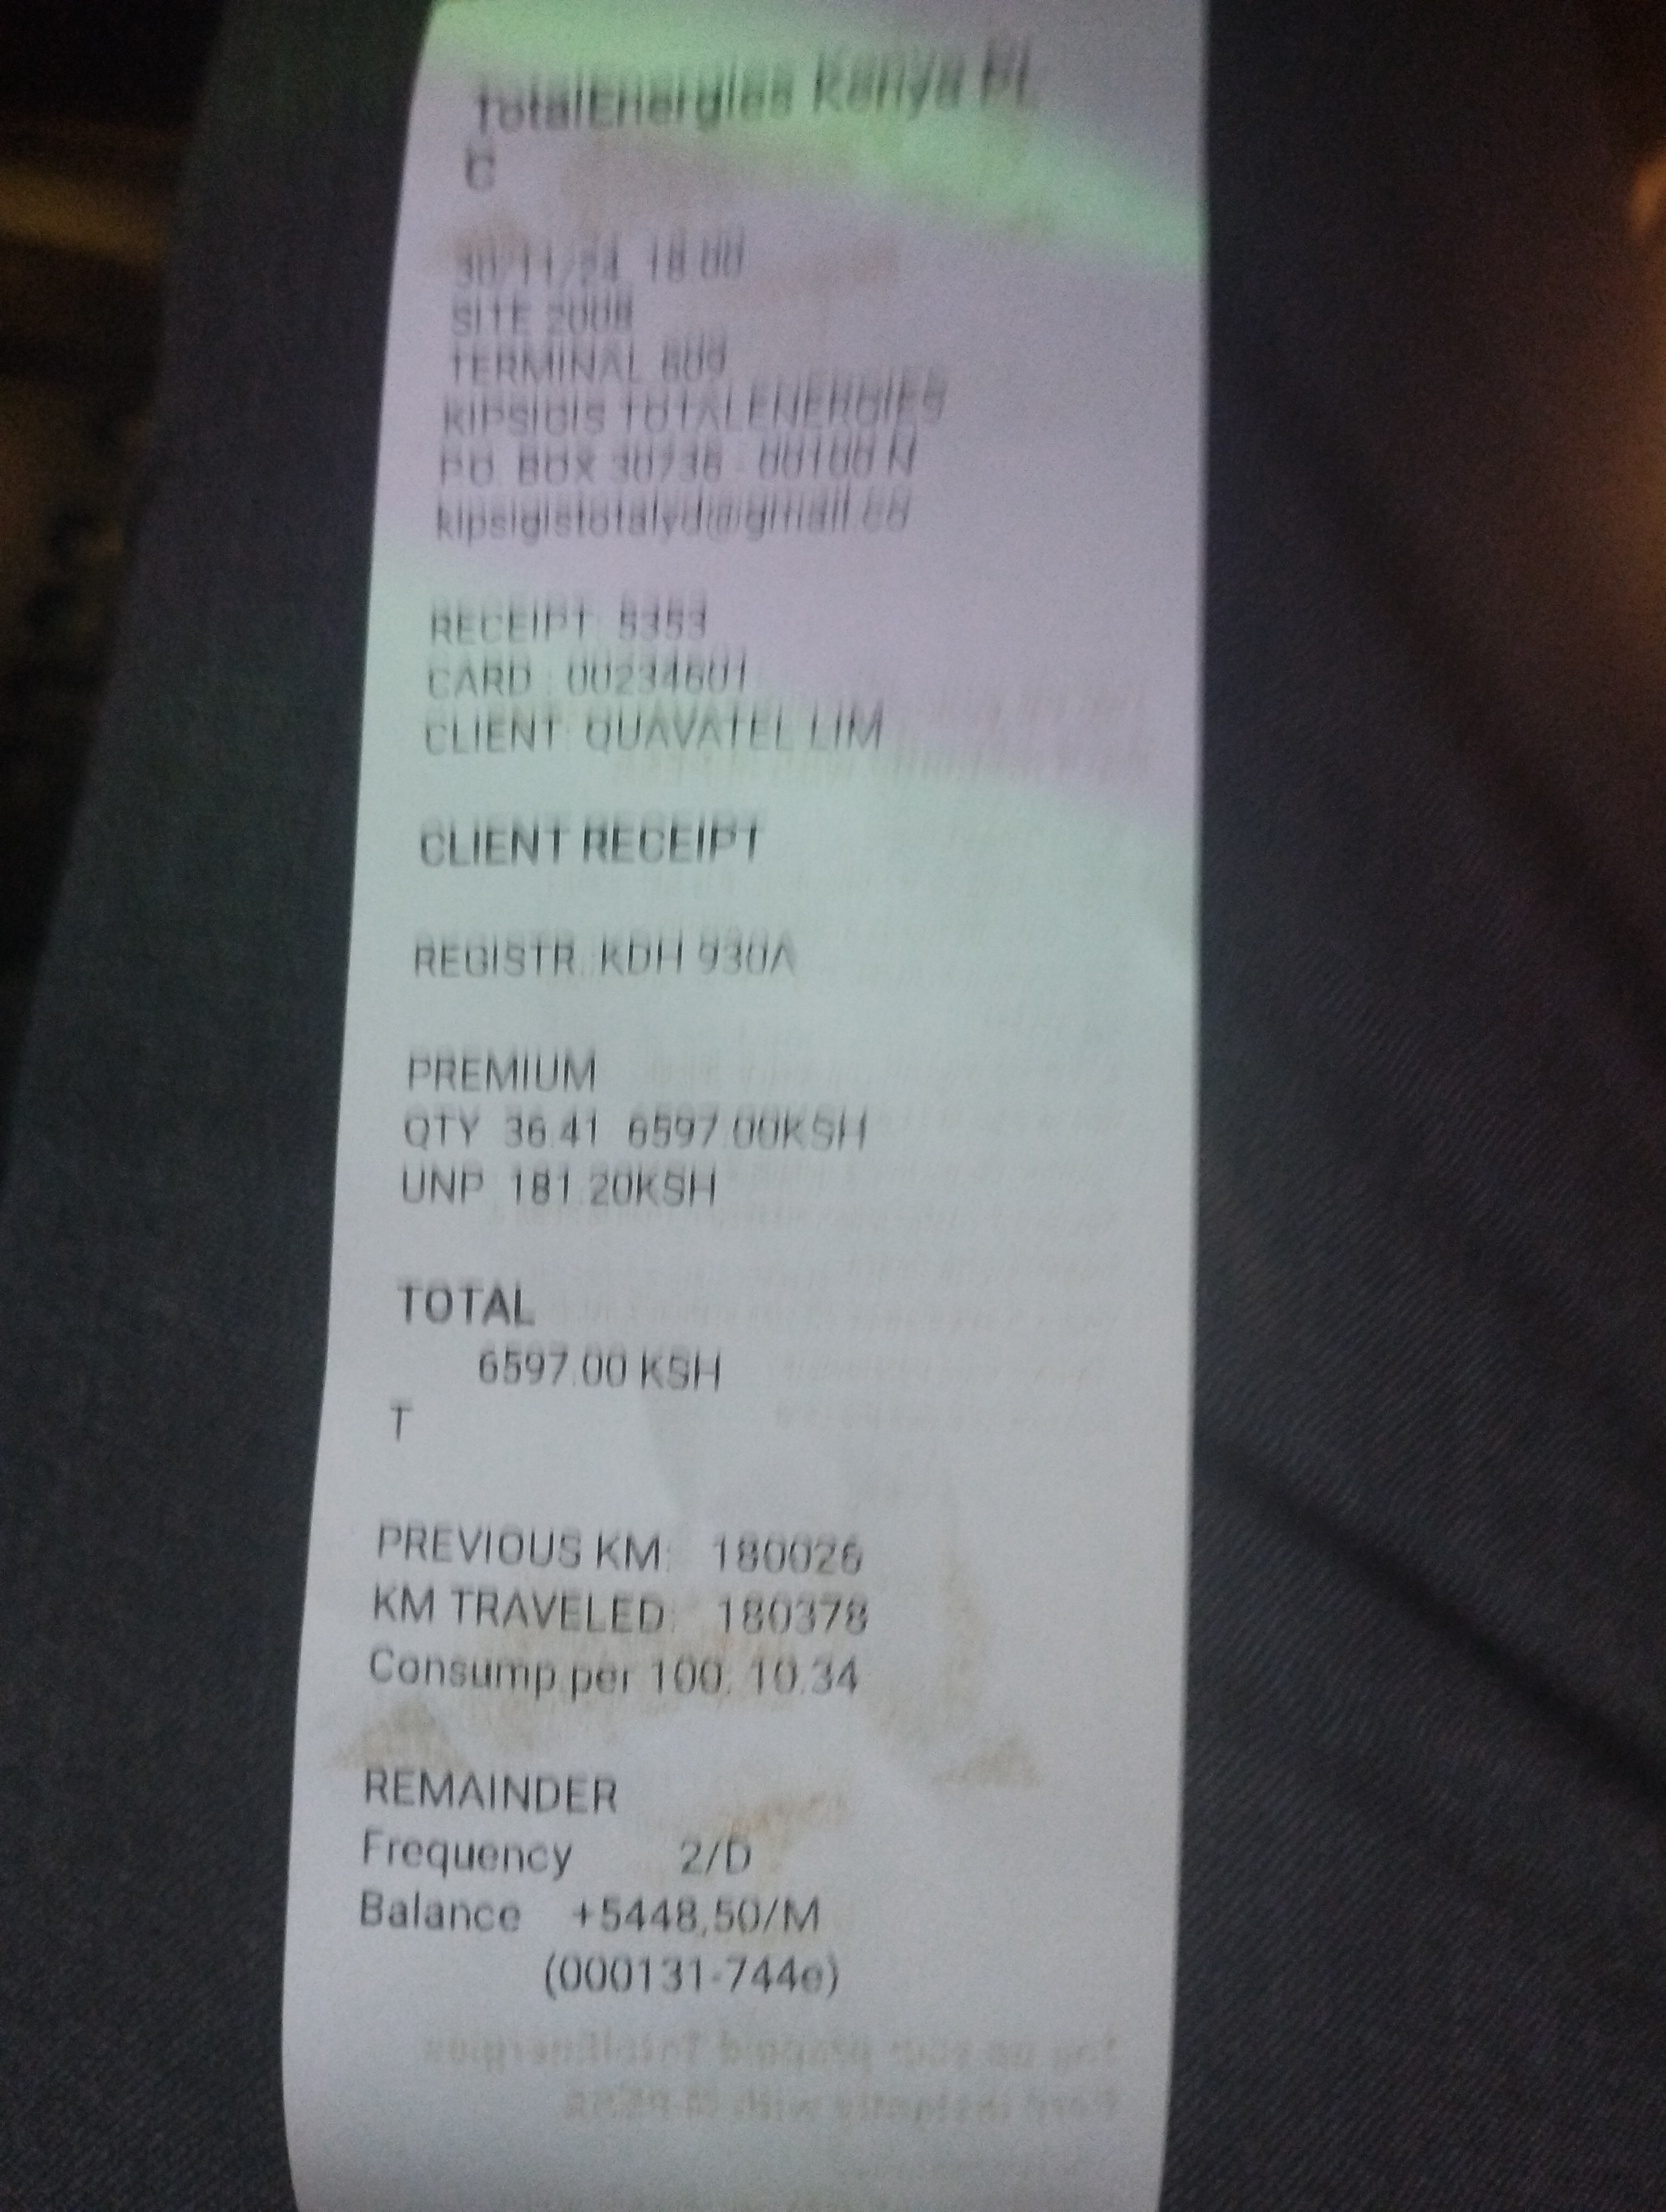 TotalEnergies Kenya PL
C
30/11/24 18:00
SITE 2008
TERMINAL 609
KIPSIGIS TOTALENERGIES
PO BOX 30736 - 00100 N
kipsigistotalyd@gmail.co
RECEIPT: 5353
CARD : 00234601
CLIENT: QUAVATEL LIM
CLIENT RECEIPT
REGISTR.:KDH 930A
PREMIUM
QTY 36.41 6597.00KSH
UNP 181.20KSH
TOTAL
6597.00 KSH
T
PREVIOUS KM: 180026
KM TRAVELED: 180378
Consump.per 100: 10.34
REMAINDER
Frequency 2/D
Balance +5448,50/M
(000131-744e)